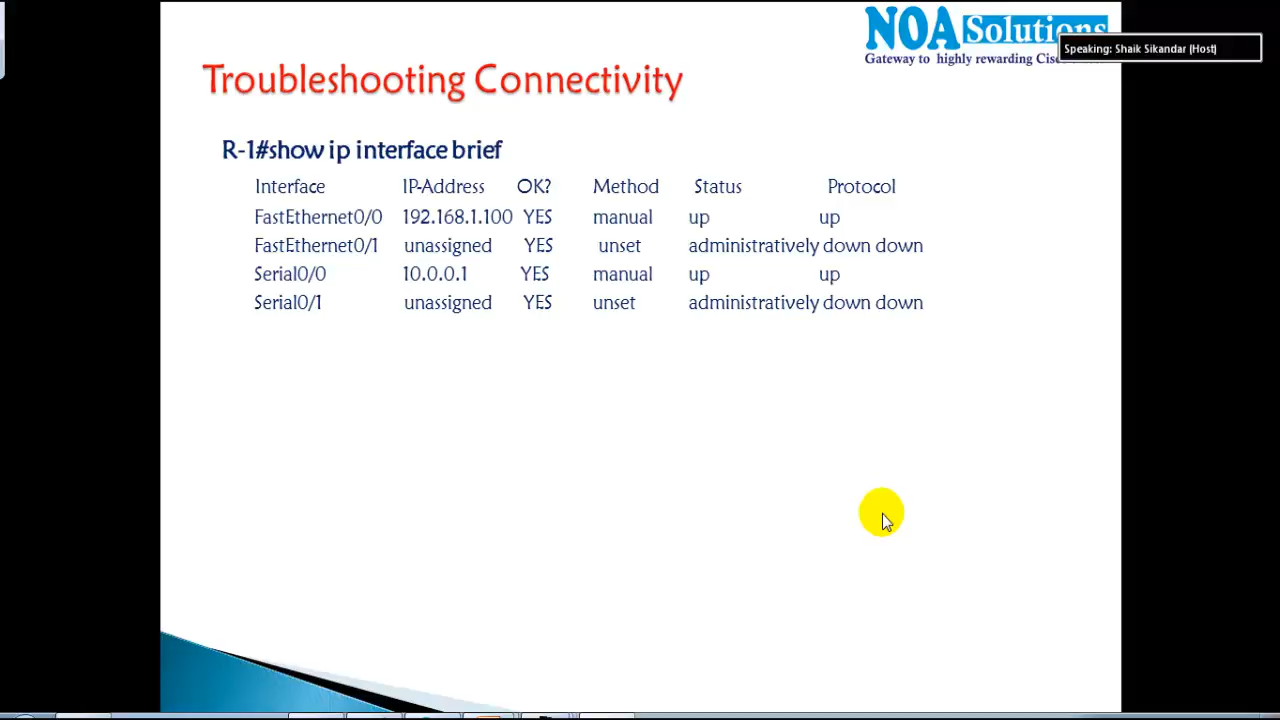 NOA Solutions
Speaking: Shaik Sikandar (Host)
Gateway to highly rewarding
Troubleshooting Connectivity
R-1#show ip interface brief
Interface IP-Address OK? Method Status Protocol
FastEthernet0/0 192.168.1.100 YES manual up up
FastEthernet0/1 unassigned YES unset administratively down down
Serial0/0 10.0.0.1 YES manual up up
Serial0/1 unassigned YES unset administratively down down